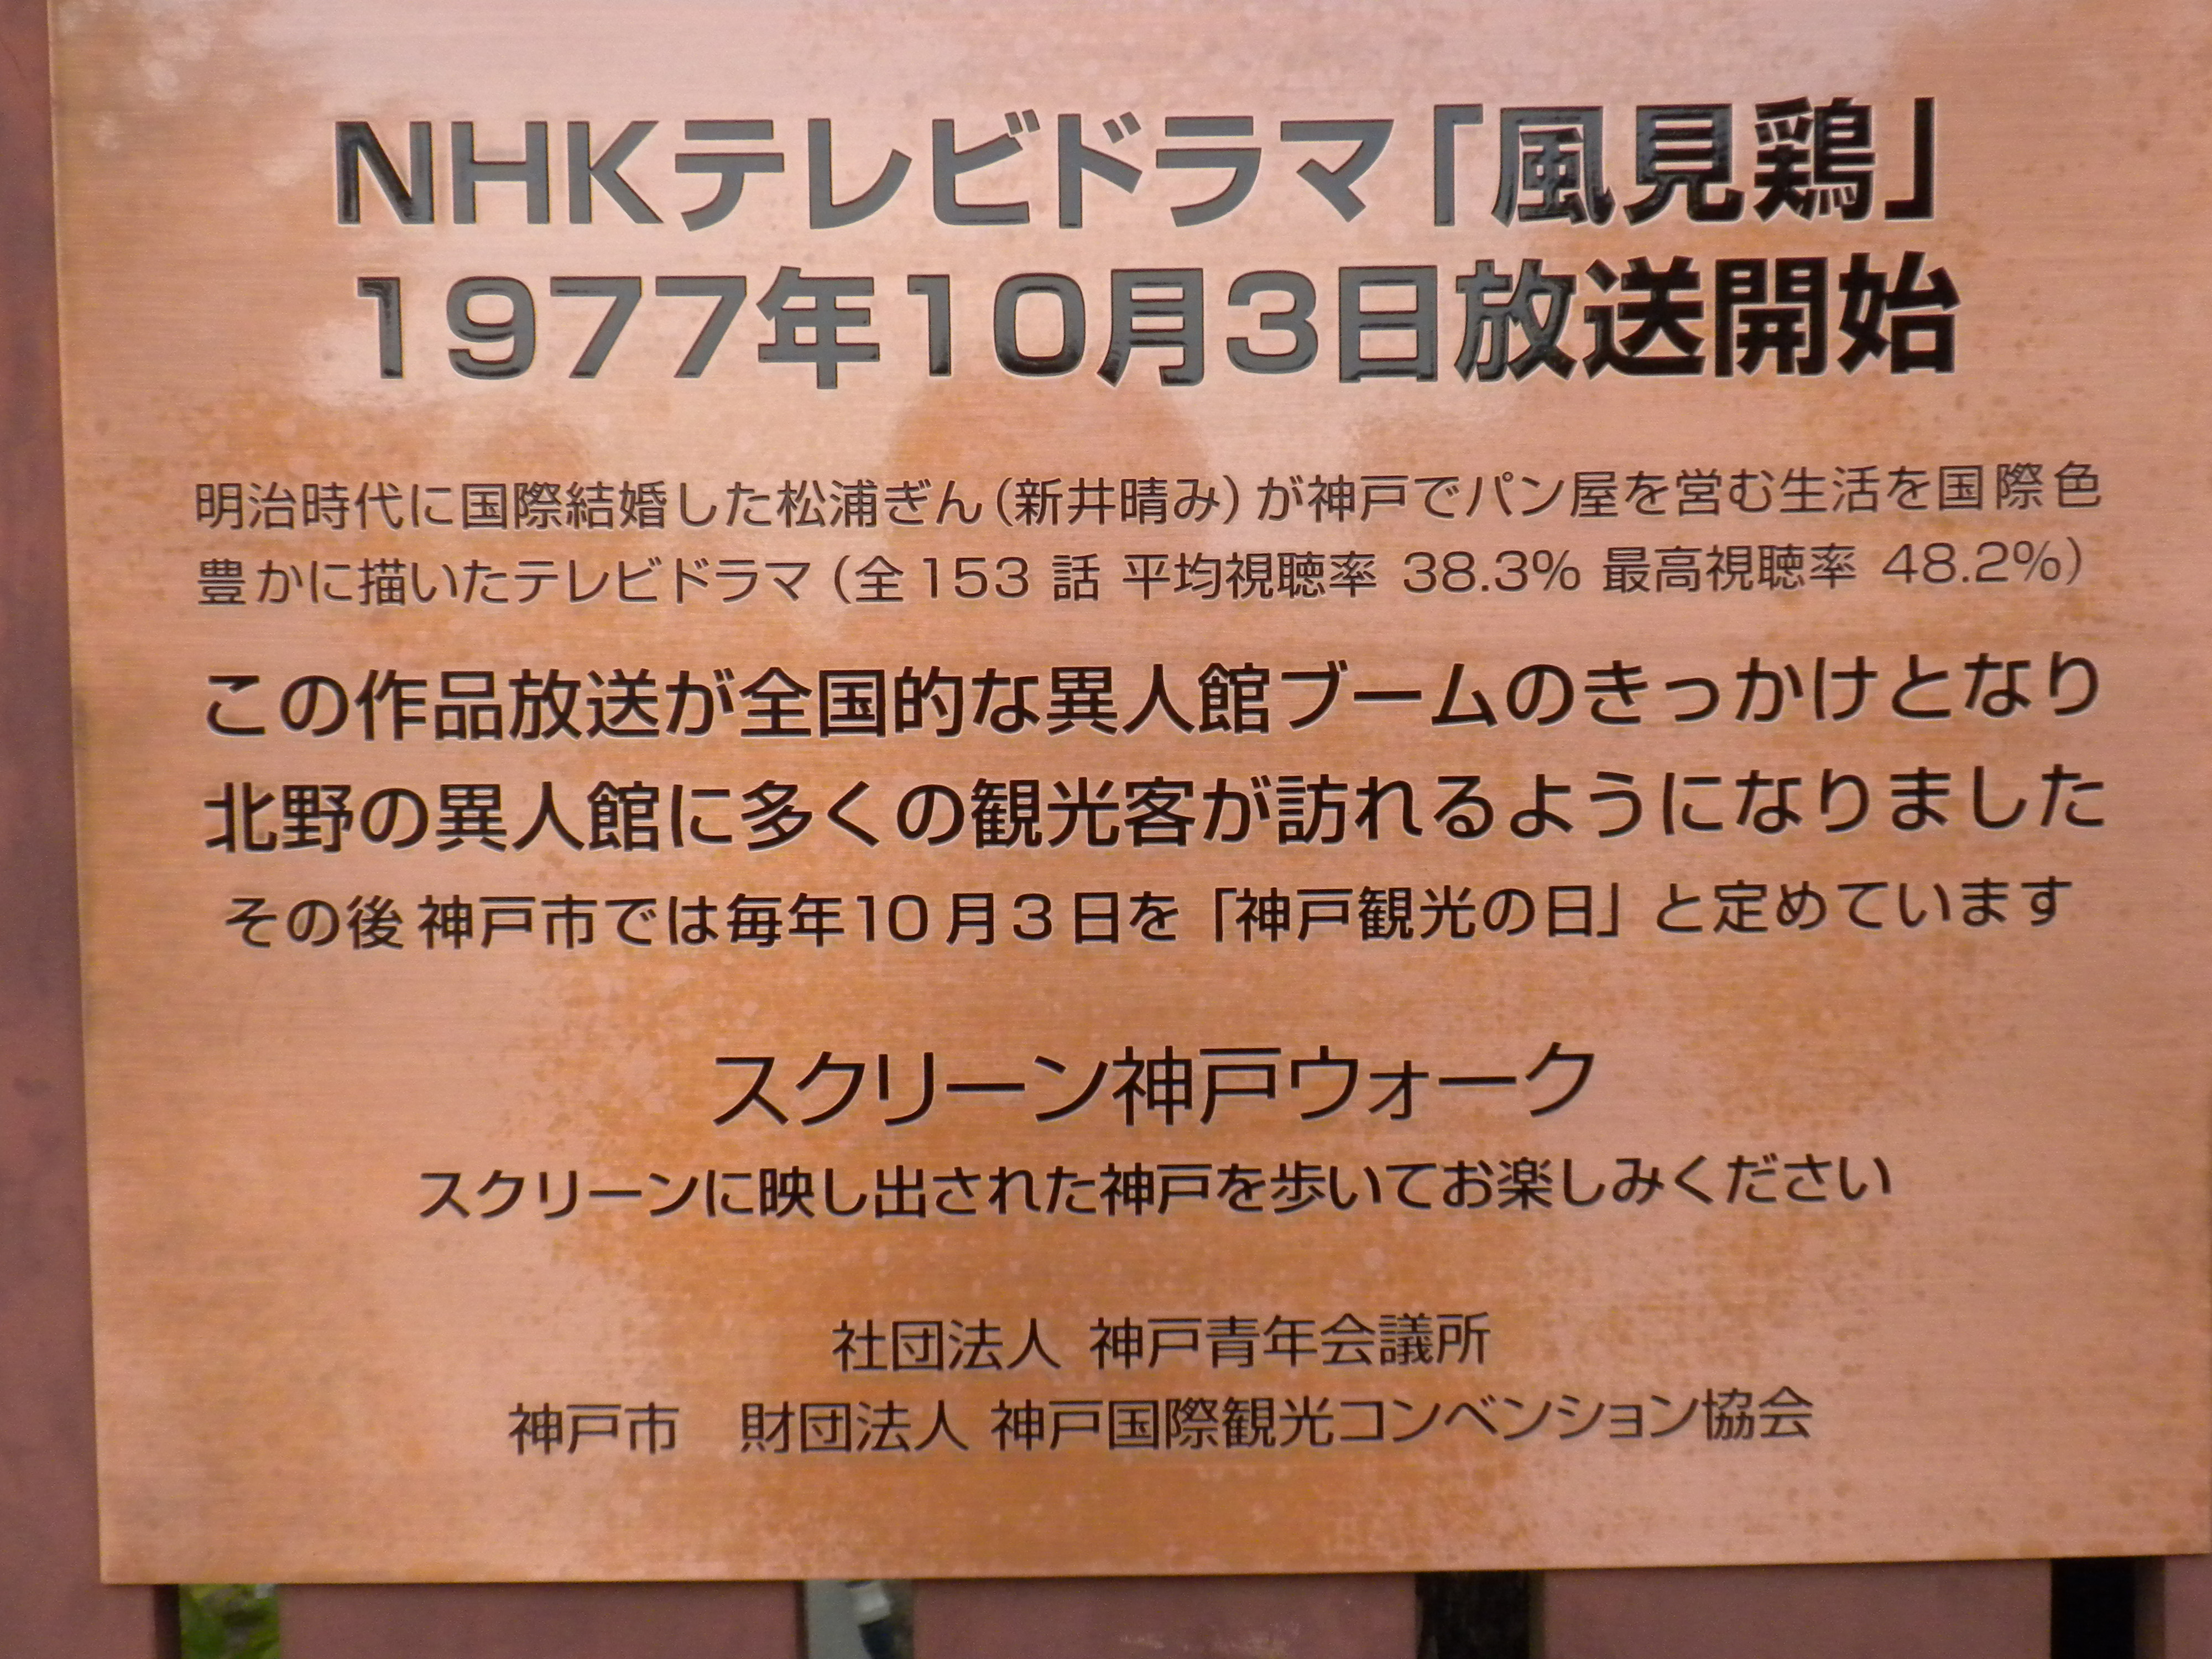 NHKテレビドラマ「風見鶏」
1977年10月3日放送開始
明治時代に国際結婚した松浦ぎん（新井晴み）が神戸でパン屋を営む生活を国際色
豊かに描いたテレビドラマ（全153 話 平均視聴率 38.3% 最高視聴率 48.2%）
この作品放送が全国的な異人館ブームのきっかけとなり
北野の異人館に多くの観光客が訪れるようになりました
その後神戸市では毎年10月3日を「神戸観光の日」と定めています
スクリーン神戸ウォーク
スクリーンに映し出された神戸を歩いてお楽しみください
社団法人 神戸青年会議所
神戸市　財団法人 神戸国際観光コンベンション協会